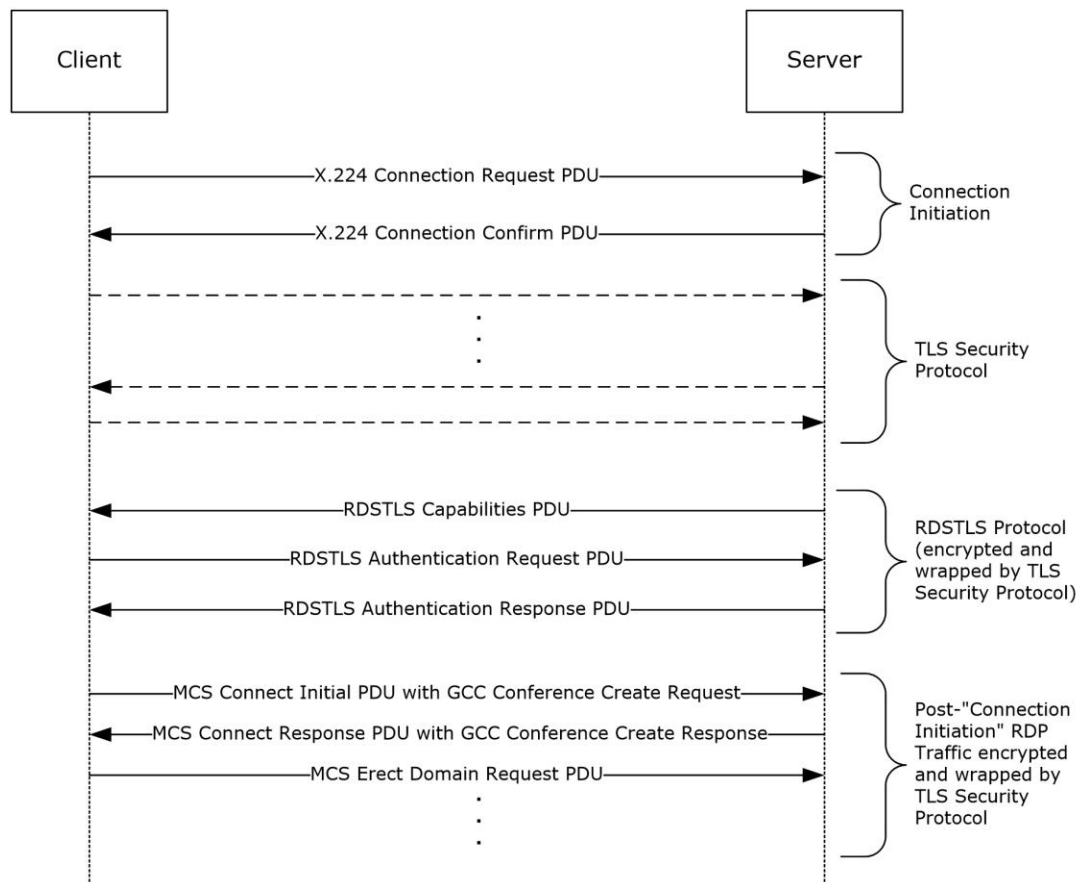 Client
Server
X.224 Connection Request PDU
X.224 Connection Confirm PDU
Connection
Initiation
TLS Security
Protocol
RDSTLS Capabilities PDU
RDSTLS Authentication Request PDU
RDSTLS Authentication Response PDU
RDSTLS Protocol
(encrypted and
wrapped by TLS
Security Protocol)
MCS Connect Initial PDU with GCC Conference Create Request
MCS Connect Response PDU with GCC Conference Create Response
MCS Erect Domain Request PDU
Post-"Connection
Initiation" RDP
Traffic encrypted
and wrapped by
TLS Security
Protocol